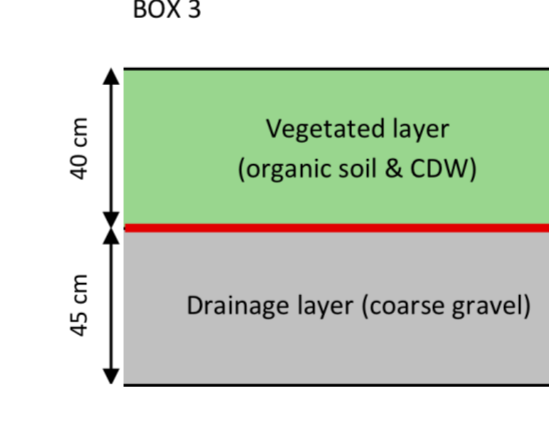 BOX 3
40 cm
Vegetated layer
(organic soil & CDW)
45 cm
Drainage layer (coarse gravel)